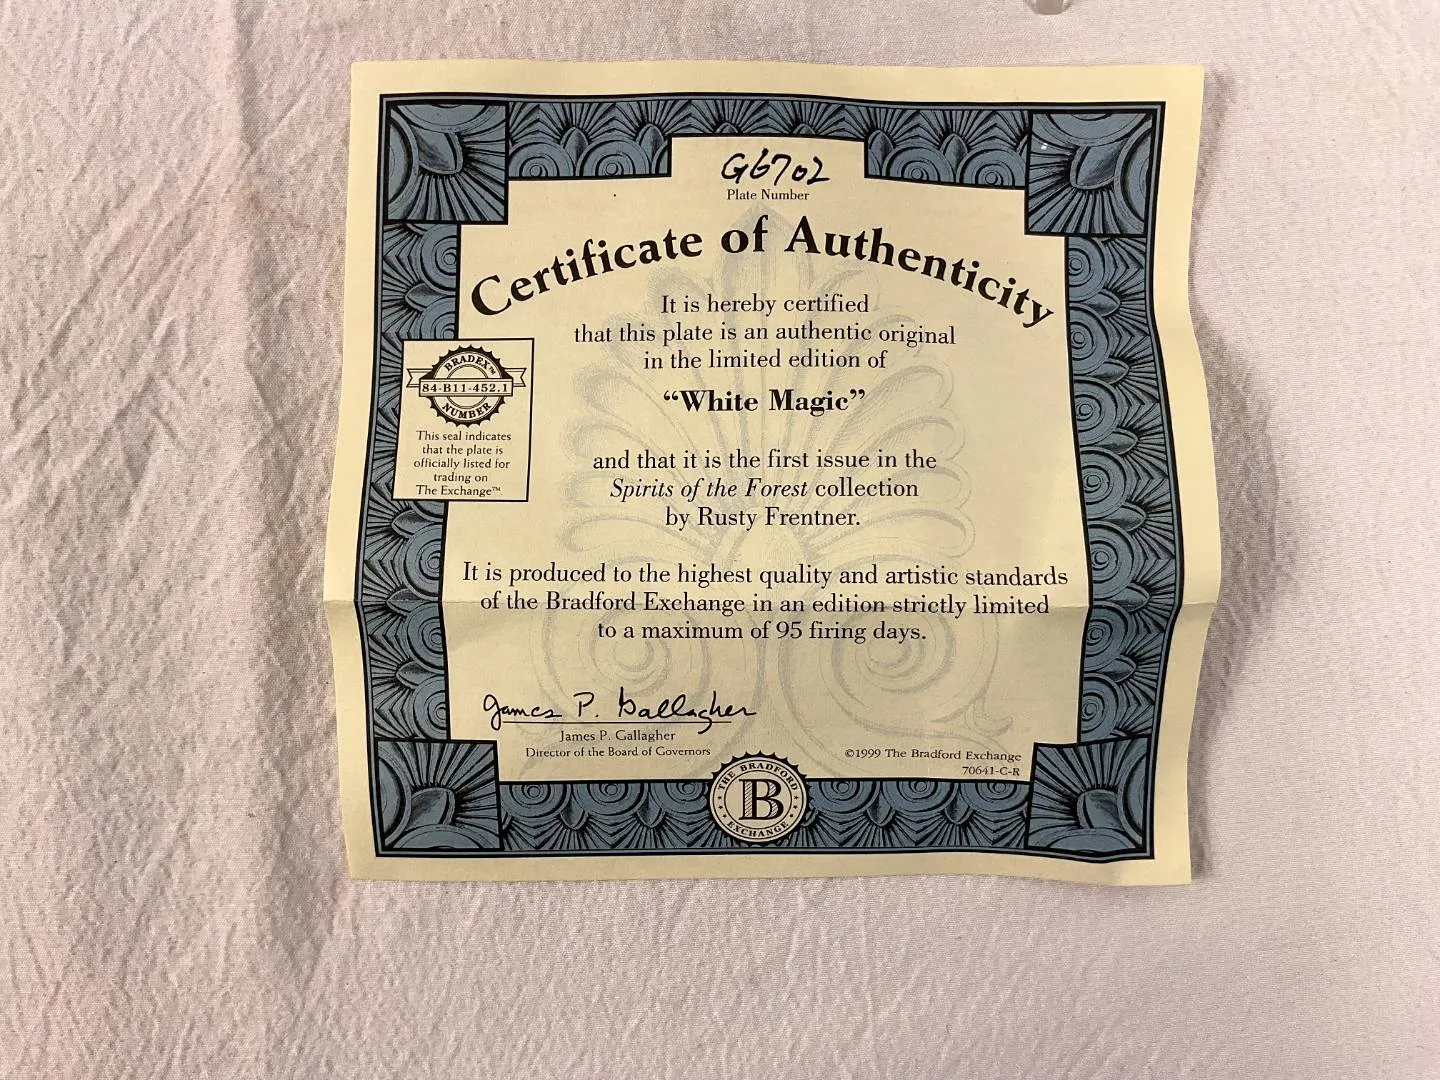 G6702
Plate Number
Certificate of Authenticity
It is hereby certified
that this plate is an authentic original
in the limited edition of
“White Magic”
and that it is the first issue in the
Spirits of the Forest collection
by Rusty Frentner.
It is produced to the highest quality and artistic standards
of the Bradford Exchange in an edition strictly limited
to a maximum of 95 firing days.
BRADEX™
84-B11-452.1
NUMBER
This seal indicates
that the plate is
officially listed for
trading on
The Exchange™
James P. Gallagher
James P. Gallagher
Director of the Board of Governors
©1999 The Bradford Exchange
70641-C-R
THE BRADFORD
B
EXCHANGE